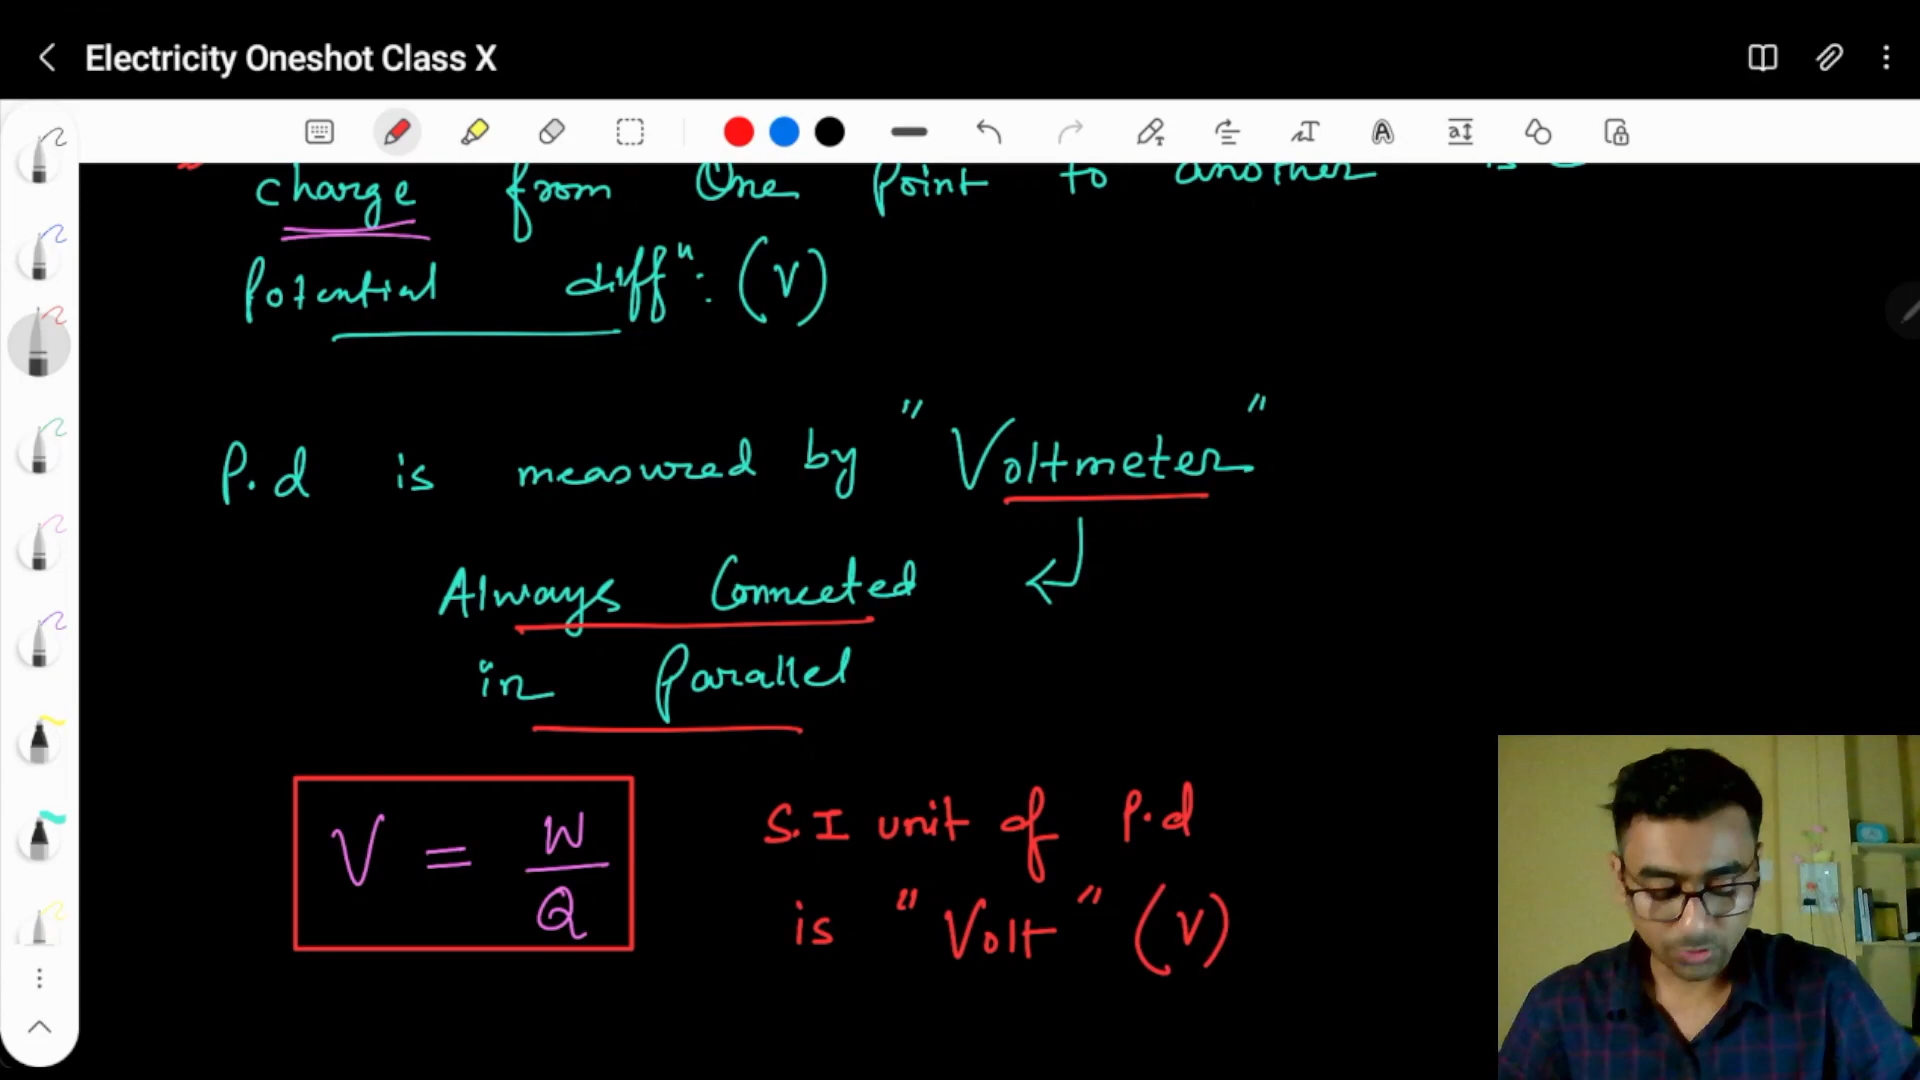 Electricity Oneshot Class X
charge from One Point to another is
Potential diffⁿ: (V)
P.d is measured by "Voltmeter"
Always Connected
in Parallel
V = W/Q
S.I unit of P.d
is "Volt" (V)